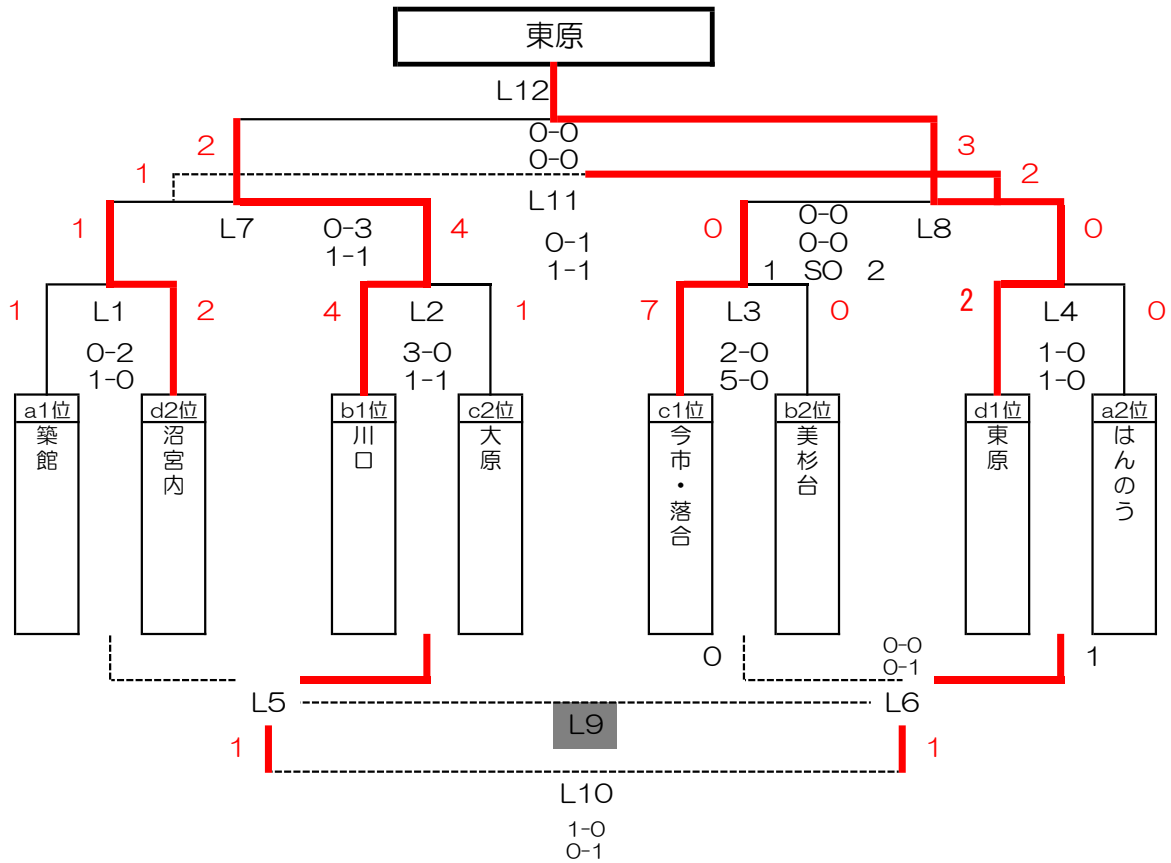 東原
L12
0-0
0-0
2
3
1
2
L11
0-1
1-1
1
L7
0-3
1-1
4
0
0-0
0-0
1 SO 2
L8
0
1
L1
2
0-2
1-0
4
L2
1
3-0
1-1
7
L3
0
2-0
5-0
2
L4
0
1-0
1-0
a1位
築館
d2位
沼宮内
b1位
川口
c2位
大原
c1位
今市・落合
b2位
美杉台
d1位
東原
a2位
はんのう
0
0-0
0-1
1
L5
L6
L9
1
1
L10
1-0
0-1